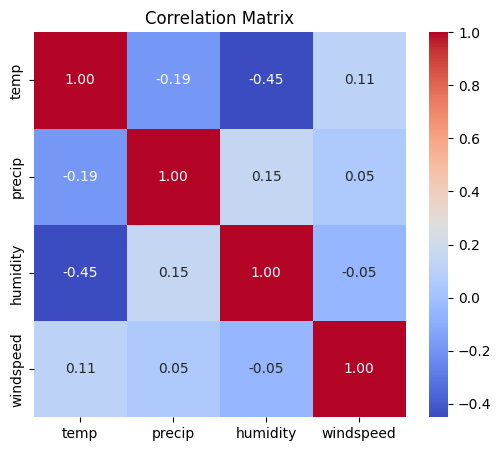 Correlation Matrix
temp 1.00 -0.19 -0.45 0.11
precip -0.19 1.00 0.15 0.05
humidity -0.45 0.15 1.00 -0.05
windspeed 0.11 0.05 -0.05 1.00
temp precip humidity windspeed
1.0
0.8
0.6
0.4
0.2
0.0
−0.2
−0.4